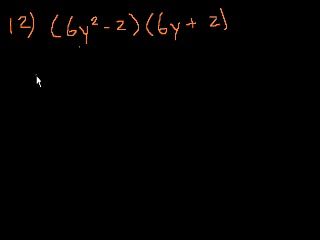 12) (6y² - 2)(6y + 2)